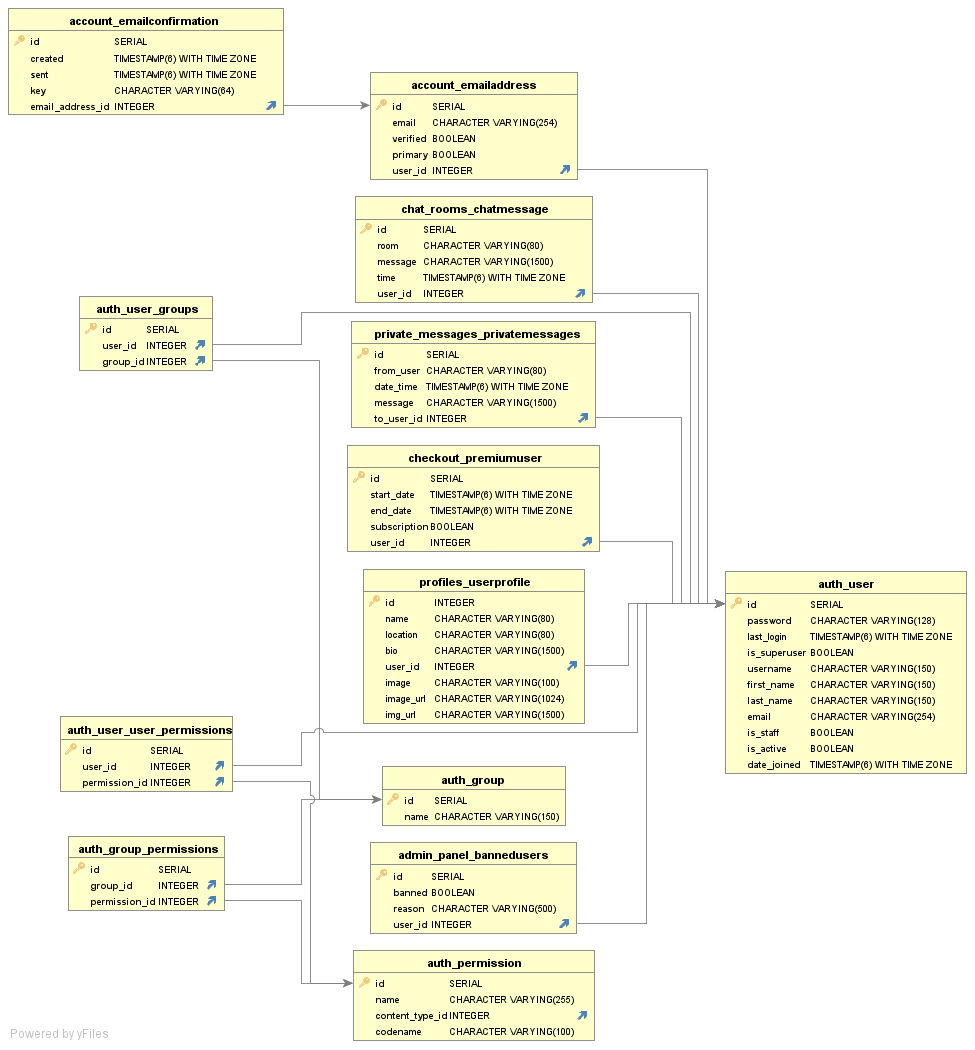 account_emailconfirmation
id SERIAL
created TIMESTAMP(6) WITH TIME ZONE
sent TIMESTAMP(6) WITH TIME ZONE
key CHARACTER VARYING(64)
email_address_id INTEGER
account_emailaddress
id SERIAL
email CHARACTER VARYING(254)
verified BOOLEAN
primary BOOLEAN
user_id INTEGER
chat_rooms_chatmessage
id SERIAL
room CHARACTER VARYING(80)
message CHARACTER VARYING(1500)
time TIMESTAMP(6) WITH TIME ZONE
user_id INTEGER
auth_user_groups
id SERIAL
user_id INTEGER
group_id INTEGER
private_messages_privatemessages
id SERIAL
from_user CHARACTER VARYING(80)
date_time TIMESTAMP(6) WITH TIME ZONE
message CHARACTER VARYING(1500)
to_user_id INTEGER
checkout_premiumuser
id SERIAL
start_date TIMESTAMP(6) WITH TIME ZONE
end_date TIMESTAMP(6) WITH TIME ZONE
subscription BOOLEAN
user_id INTEGER
profiles_userprofile
id INTEGER
name CHARACTER VARYING(80)
location CHARACTER VARYING(80)
bio CHARACTER VARYING(1500)
user_id INTEGER
image CHARACTER VARYING(100)
image_url CHARACTER VARYING(1024)
img_url CHARACTER VARYING(1500)
auth_user
id SERIAL
password CHARACTER VARYING(128)
last_login TIMESTAMP(6) WITH TIME ZONE
is_superuser BOOLEAN
username CHARACTER VARYING(150)
first_name CHARACTER VARYING(150)
last_name CHARACTER VARYING(150)
email CHARACTER VARYING(254)
is_staff BOOLEAN
is_active BOOLEAN
date_joined TIMESTAMP(6) WITH TIME ZONE
auth_user_user_permissions
id SERIAL
user_id INTEGER
permission_id INTEGER
auth_group
id SERIAL
name CHARACTER VARYING(150)
auth_group_permissions
id SERIAL
group_id INTEGER
permission_id INTEGER
admin_panel_bannedusers
id SERIAL
banned BOOLEAN
reason CHARACTER VARYING(500)
user_id INTEGER
auth_permission
id SERIAL
name CHARACTER VARYING(255)
content_type_id INTEGER
codename CHARACTER VARYING(100)
Powered by yFiles